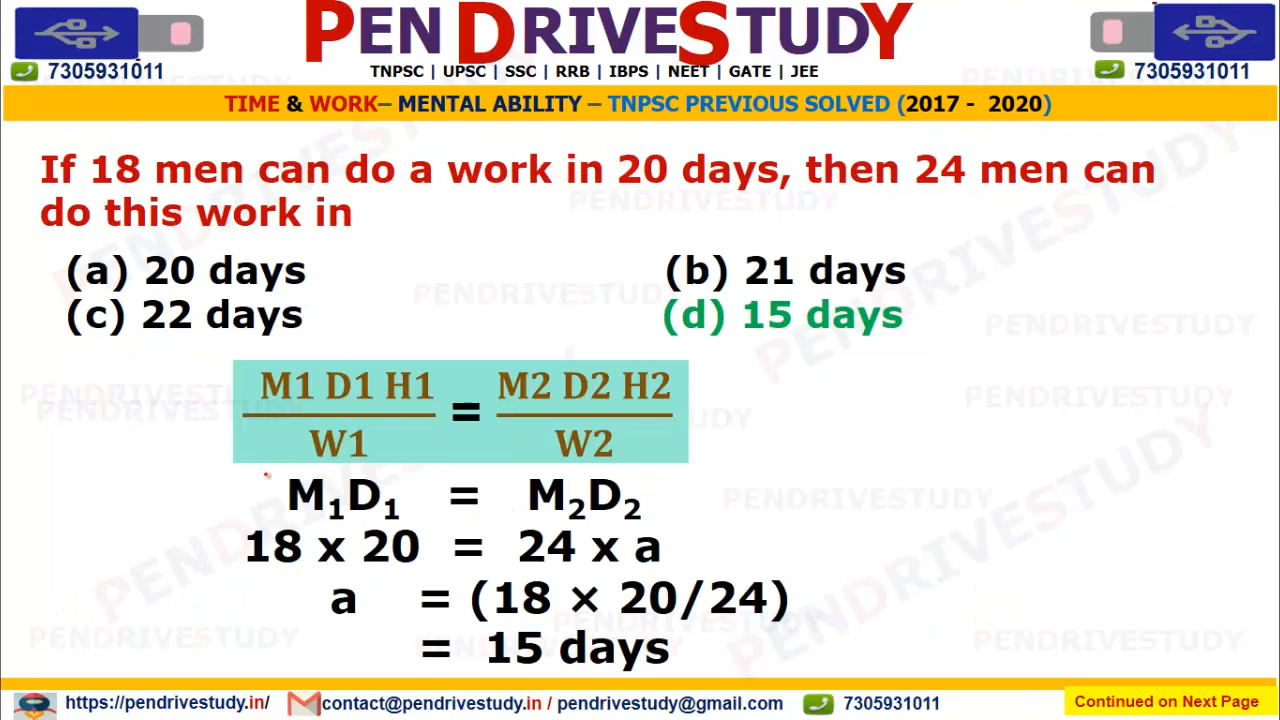 PENDRIVESTUDY
7305931011
TNPSC | UPSC | SSC | RRB | IBPS | NEET | GATE | JEE
7305931011
TIME & WORK– MENTAL ABILITY – TNPSC PREVIOUS SOLVED (2017 - 2020)
If 18 men can do a work in 20 days, then 24 men can
do this work in
(a) 20 days
(b) 21 days
(c) 22 days
(d) 15 days
M1 D1 H1 = M2 D2 H2
W1 W2
M₁D₁ = M₂D₂
18 x 20 = 24 x a
a = (18 × 20/24)
= 15 days
https://pendrivestudy.in/
contact@pendrivestudy.in / pendrivestudy@gmail.com
7305931011
Continued on Next Page